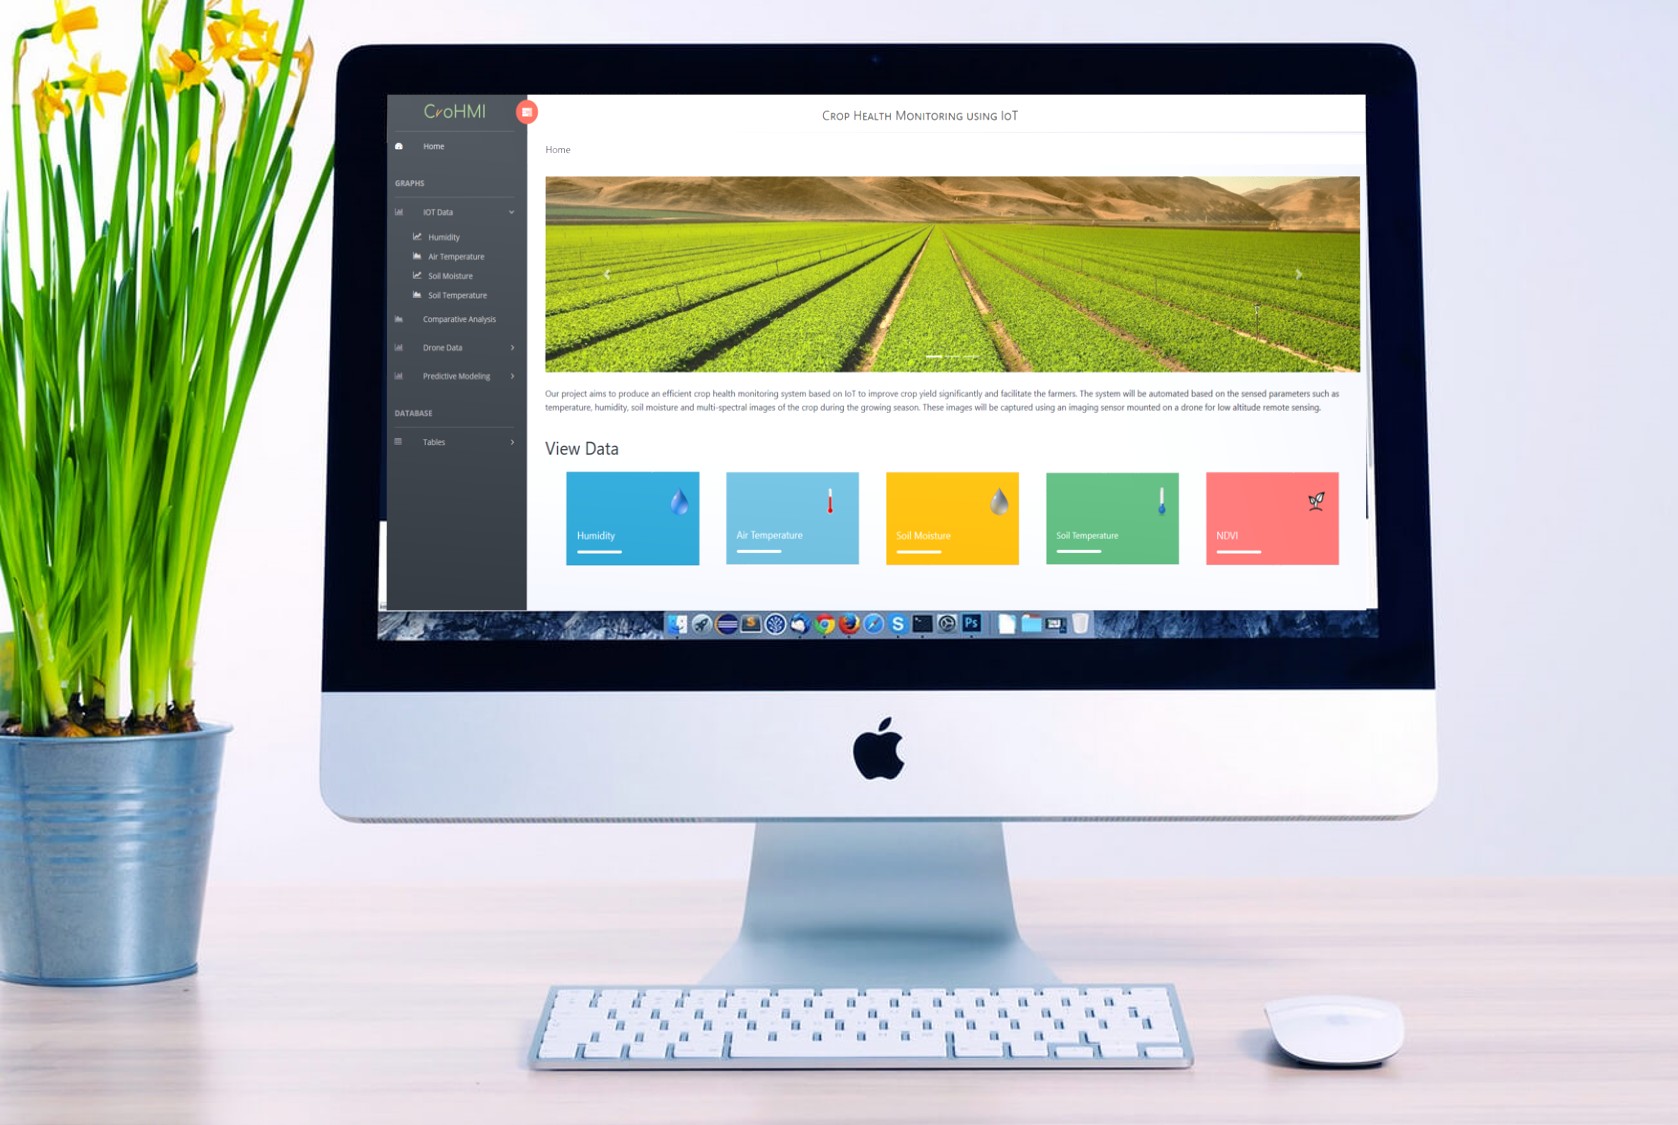 CroHMI
Crop Health Monitoring using IoT
Home
Home
GRAPHS
IOT Data
Humidity
Air Temperature
Soil Moisture
Soil Temperature
Comparative Analysis
Drone Data
Predictive Modeling
DATABASE
Tables
Our project aims to produce an efficient crop health monitoring system based on IoT to improve crop yield significantly and facilitate the farmers. The system will be automated based on the sensed parameters such as
temperature, humidity, soil moisture and multi-spectral images of the crop during the growing season. These images will be captured using an imaging sensor mounted on a drone for low altitude remote sensing.
View Data
Humidity
Air Temperature
Soil Moisture
Soil Temperature
NDVI
S
S
Ps